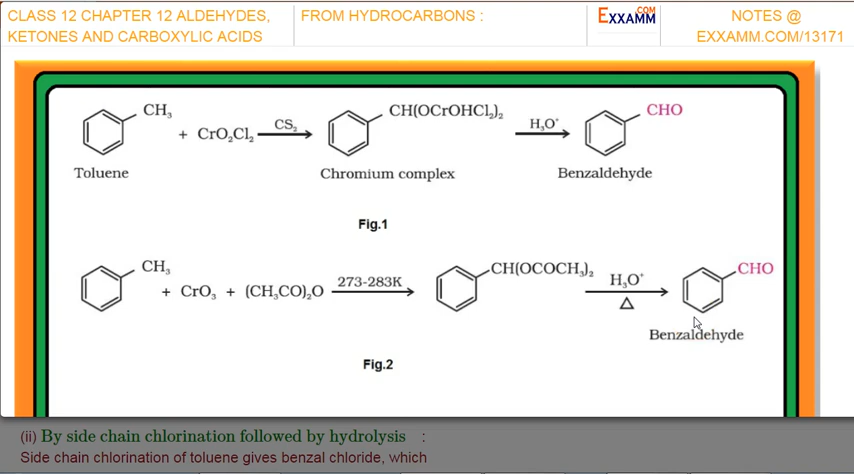 CLASS 12 CHAPTER 12 ALDEHYDES,
KETONES AND CARBOXYLIC ACIDS
FROM HYDROCARBONS :
EXXAMM.COM
NOTES @
EXXAMM.COM/13171
CH₃ + CrO₂Cl₂ CS₂ CH(OCrOHCl₂)₂ H₃O⁺ CHO
Toluene Chromium complex Benzaldehyde
Fig.1
CH₃ + CrO₃ + (CH₃CO)₂O 273-283K CH(OCOCH₃)₂ H₃O⁺ Δ CHO
Benzaldehyde
Fig.2
(ii) By side chain chlorination followed by hydrolysis :
Side chain chlorination of toluene gives benzal chloride, which